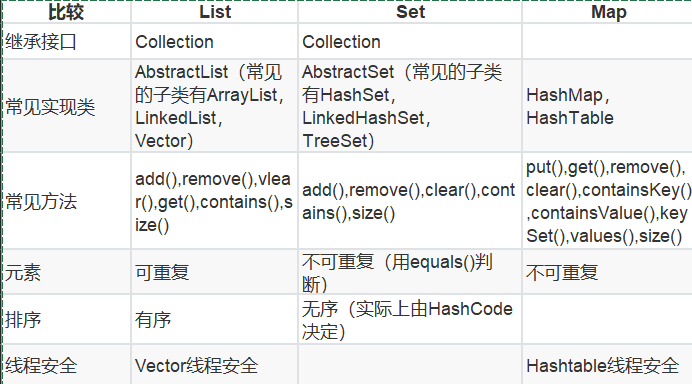 比较 List Set Map
继承接口 Collection Collection
常见实现类
AbstractList（常见
的子类有ArrayList，
LinkedList，
Vector）
AbstractSet（常见的子类
有HashSet，
LinkedHashSet，
TreeSet）
HashMap，
HashTable
常见方法
add(),remove(),vlea
r(),get(),contains(),s
ize()
add(),remove(),clear(),cont
ains(),size()
put(),get(),remove(),
clear(),containsKey()
,containsValue(),key
Set(),values(),size()
元素
可重复
不可重复（用equals()判
断）
不可重复
排序
有序
无序（实际上由HashCode
决定）
线程安全 Vector线程安全 Hashtable线程安全